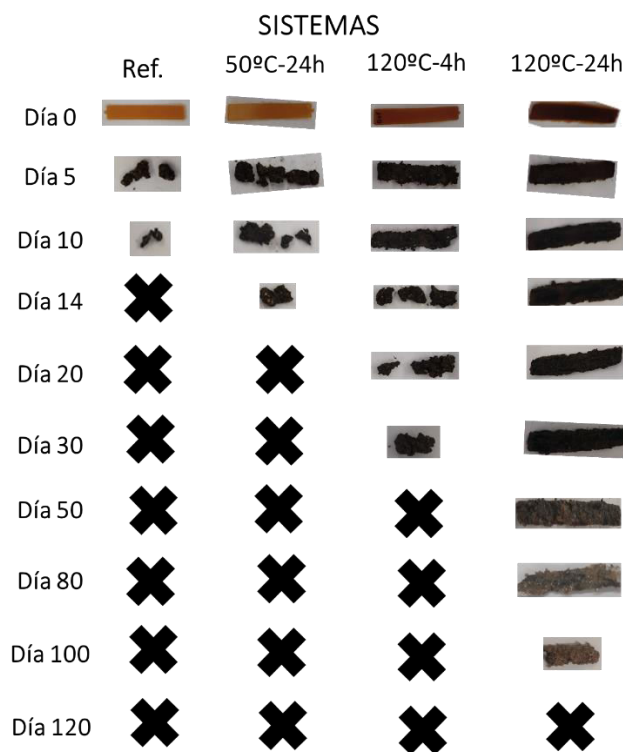 SISTEMAS
Ref. 50ºC-24h 120ºC-4h 120ºC-24h
Día 0
Día 5
Día 10
Día 14
Día 20
Día 30
Día 50
Día 80
Día 100
Día 120